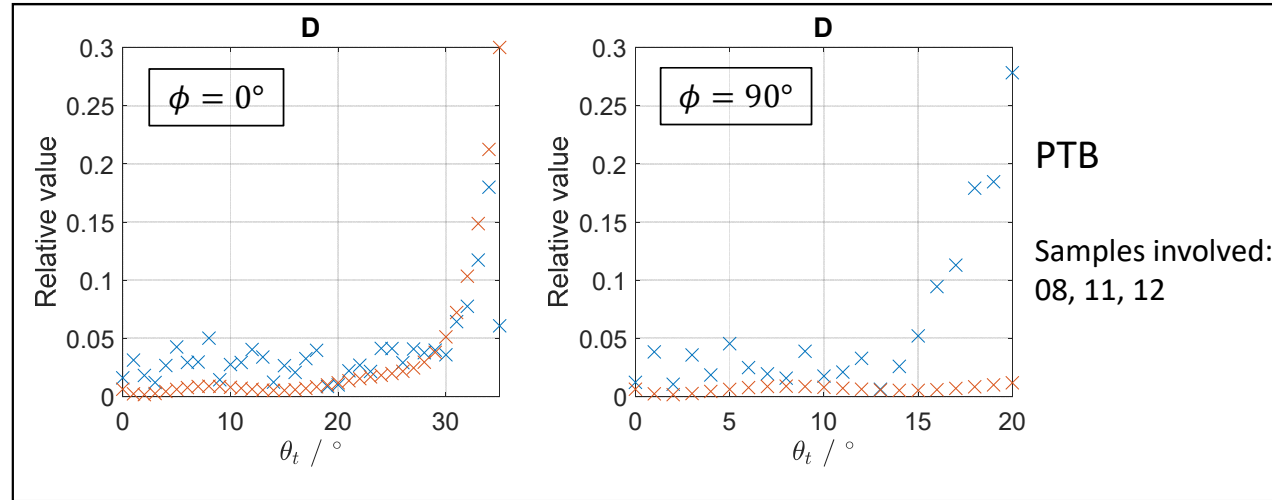 D
ϕ = 0°
Relative value
0.3
0.25
0.2
0.15
0.1
0.05
0
0 10 20 30
θt / °
D
ϕ = 90°
Relative value
0.3
0.25
0.2
0.15
0.1
0.05
0
0 5 10 15 20
θt / °
PTB
Samples involved:
08, 11, 12